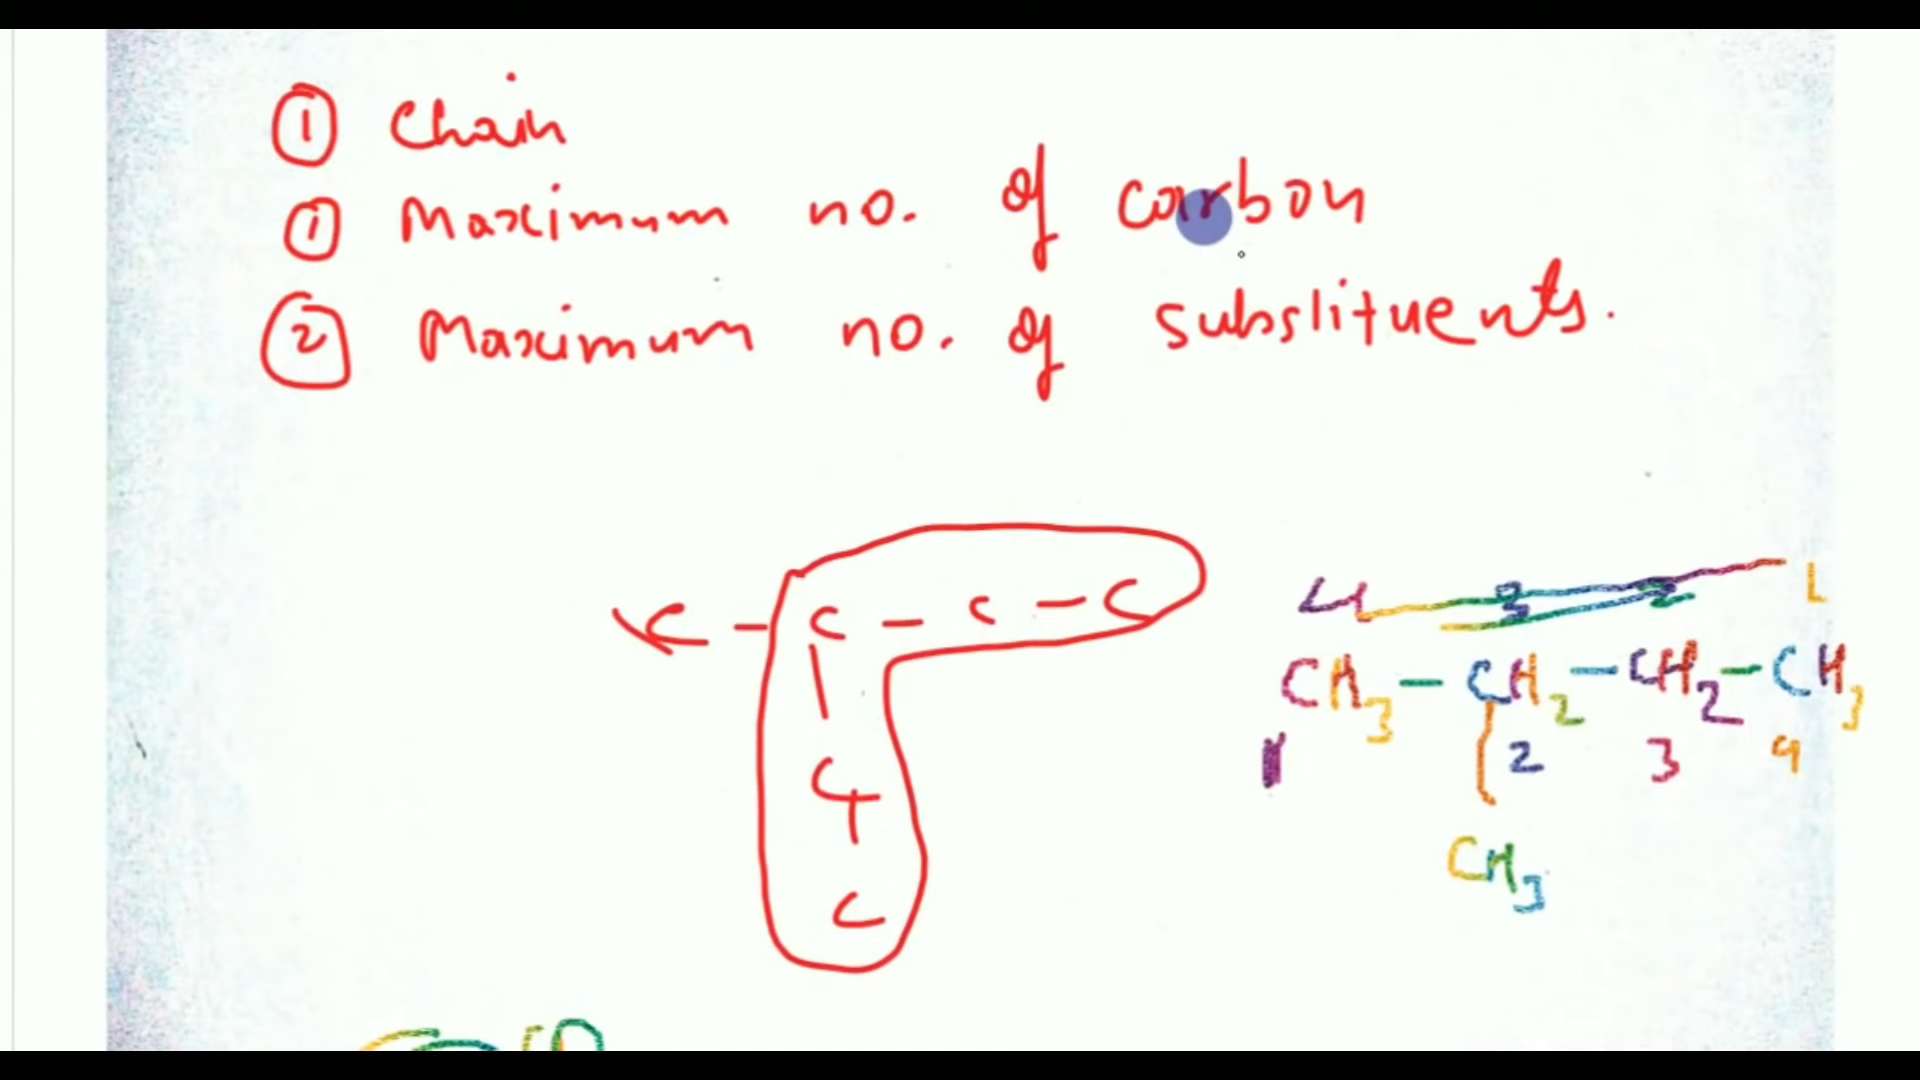 ① Chain
① Maximum no. of carbon
② Maximum no. of substituents.
C - C - C - C
C
C
4 3 2 1
CH3 - CH2 - CH2 - CH3
1 2 3 4
CH3